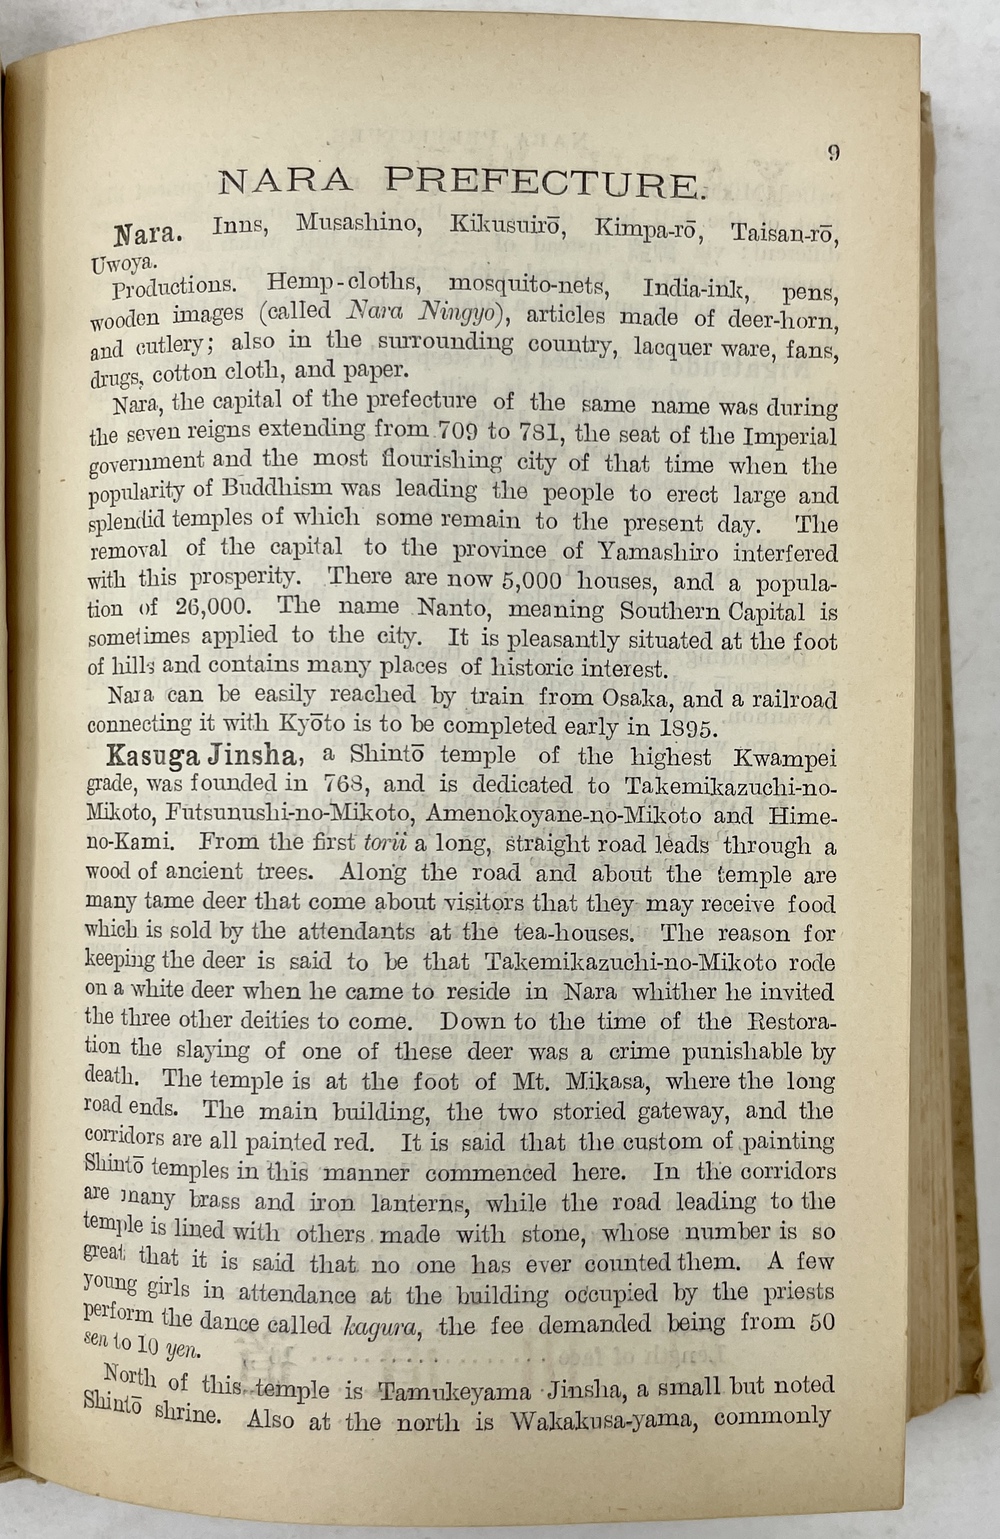 9
NARA PREFECTURE.
Nara. Inns, Musashino, Kikusuirō, Kimpa-rō, Taisan-rō,
Uwoya.
Productions. Hemp-cloths, mosquito-nets, India-ink, pens,
wooden images (called Nara Ningyo), articles made of deer-horn,
and cutlery; also in the surrounding country, lacquer ware, fans,
drugs, cotton cloth, and paper.
Nara, the capital of the prefecture of the same name was during
the seven reigns extending from 709 to 781, the seat of the Imperial
government and the most flourishing city of that time when the
popularity of Buddhism was leading the people to erect large and
splendid temples of which some remain to the present day. The
removal of the capital to the province of Yamashiro interfered
with this prosperity. There are now 5,000 houses, and a popula-
tion of 26,000. The name Nanto, meaning Southern Capital is
sometimes applied to the city. It is pleasantly situated at the foot
of hills and contains many places of historic interest.
Nara can be easily reached by train from Osaka, and a railroad
connecting it with Kyōto is to be completed early in 1895.
Kasuga Jinsha, a Shintō temple of the highest Kwampei
grade, was founded in 768, and is dedicated to Takemikazuchi-no-
Mikoto, Futsunushi-no-Mikoto, Amenokoyane-no-Mikoto and Hime-
no-Kami. From the first torii a long, straight road leads through a
wood of ancient trees. Along the road and about the temple are
many tame deer that come about visitors that they may receive food
which is sold by the attendants at the tea-houses. The reason for
keeping the deer is said to be that Takemikazuchi-no-Mikoto rode
on a white deer when he came to reside in Nara whither he invited
the three other deities to come. Down to the time of the Restora-
tion the slaying of one of these deer was a crime punishable by
death. The temple is at the foot of Mt. Mikasa, where the long
road ends. The main building, the two storied gateway, and the
corridors are all painted red. It is said that the custom of painting
Shintō temples in this manner commenced here. In the corridors
are many brass and iron lanterns, while the road leading to the
temple is lined with others made with stone, whose number is so
great that it is said that no one has ever counted them. A few
young girls in attendance at the building occupied by the priests
perform the dance called kagura, the fee demanded being from 50
sen to 10 yen.
North of this temple is Tamukeyama Jinsha, a small but noted
Shintō shrine. Also at the north is Wakakusa-yama, commonly